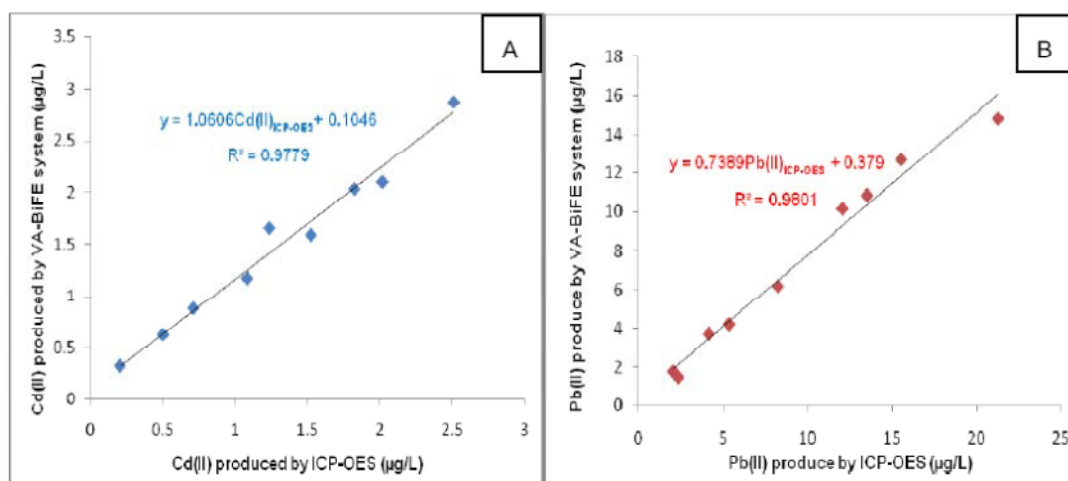 A
Cd(II) produced by VA-BiFE system (µg/L)
3.5
3
2.5
2
1.5
1
0.5
0
y = 1.0606Cd(II)ICP-OES + 0.1046
R² = 0.9779
0 0.5 1 1.5 2 2.5 3
Cd(II) produced by ICP-OES (µg/L)
B
Pb(II) produce by VA-BiFE system (µg/L)
18
16
14
12
10
8
6
4
2
0
y = 0.7389Pb(II)ICP-OES + 0.379
R² = 0.9801
0 5 10 15 20 25
Pb(II) produce by ICP-OES (µg/L)